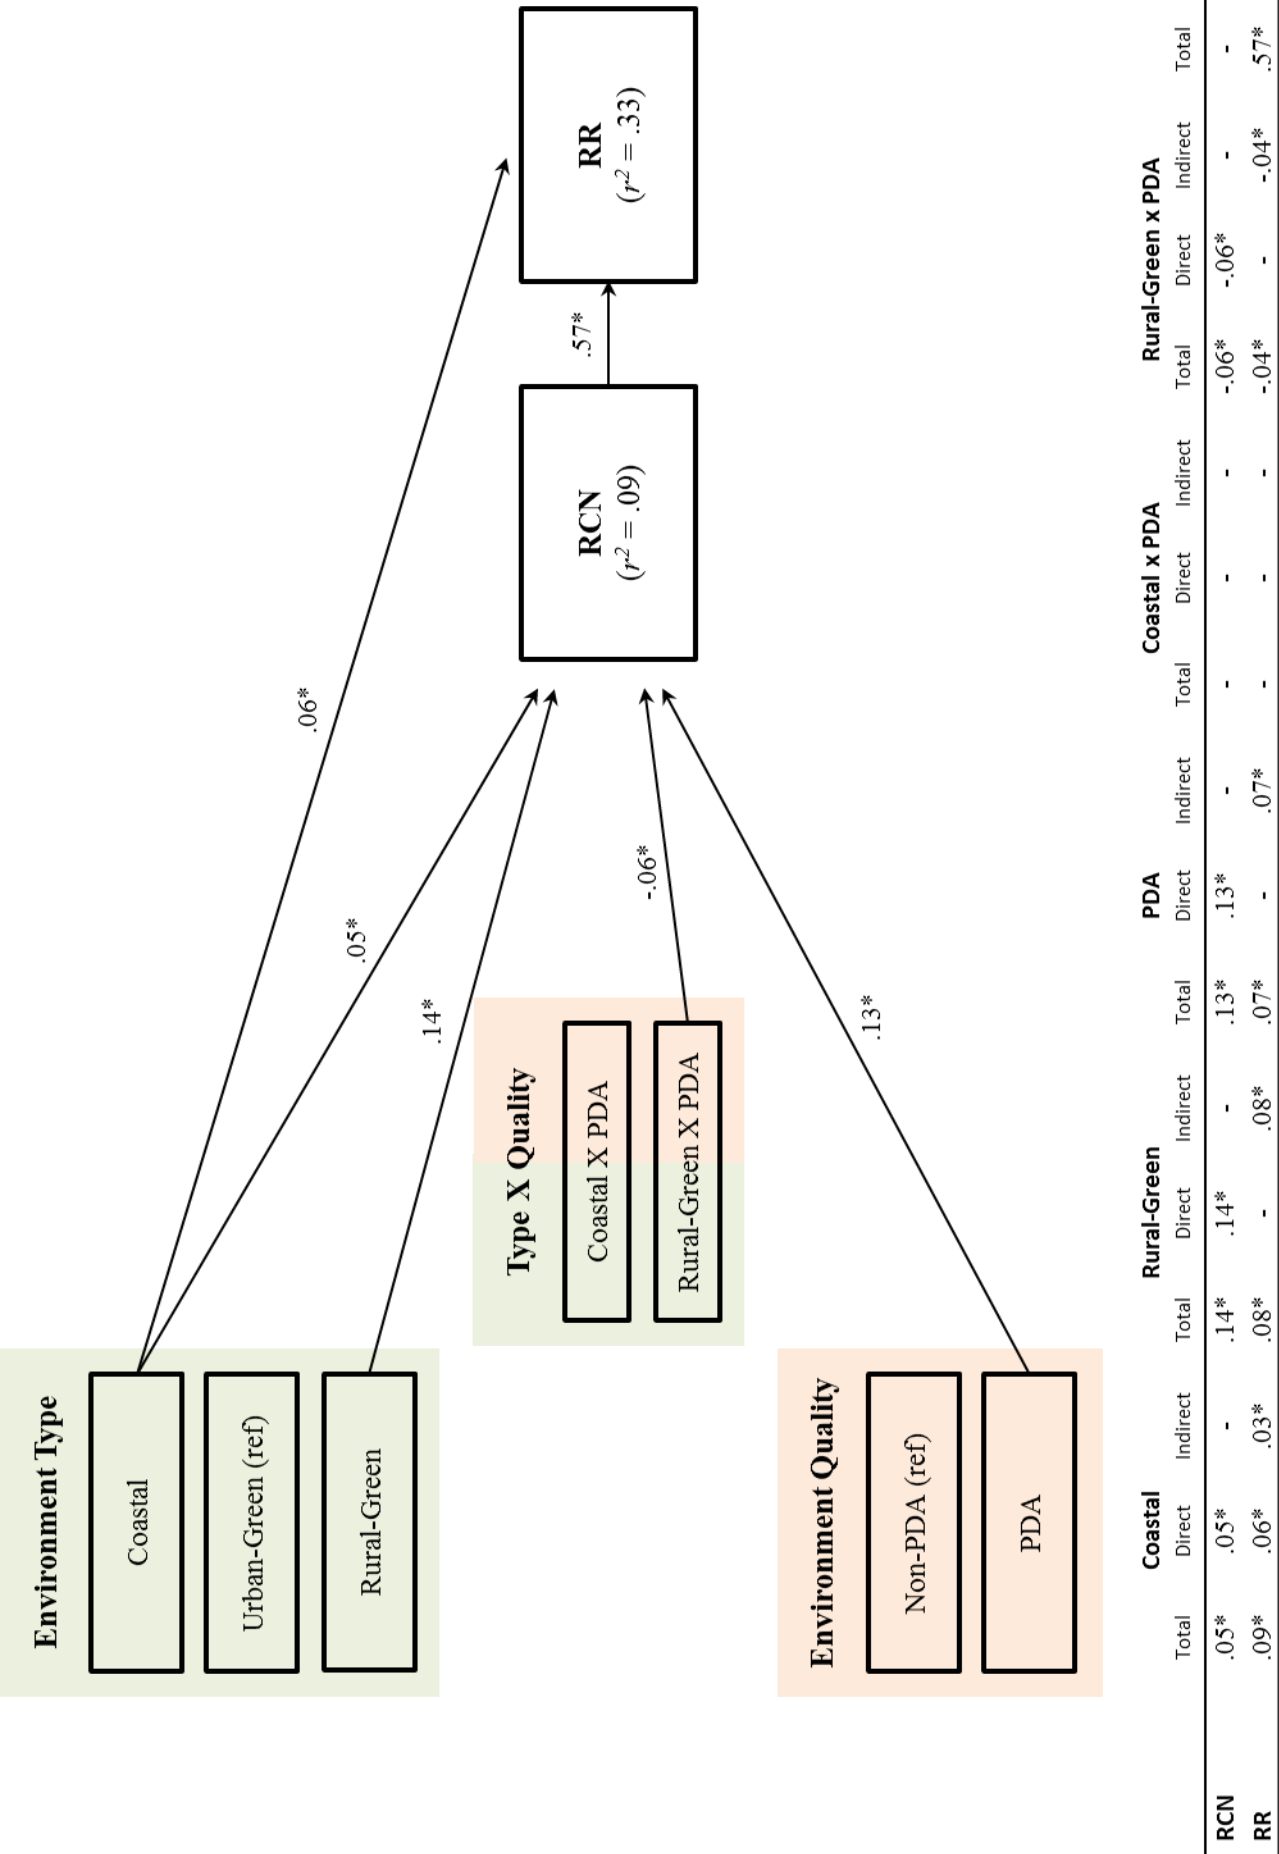 Environment Type
Coastal
Urban-Green (ref)
Rural-Green
.06*
.05*
.14*
Type X Quality
Coastal X PDA
Rural-Green X PDA
-.06*
RCN
(r² = .09)
.57*
RR
(r² = .33)
Environment Quality
Non-PDA (ref)
PDA
.13*
Coastal Rural-Green PDA Coastal x PDA Rural-Green x PDA
Total Direct Indirect Total Direct Indirect Total Direct Indirect Total Direct Indirect Total Direct Indirect Total
RCN .05* .05* - .14* .14* - .13* .13* - - - - -.06* -.06* - -
RR .09* .06* .03* .08* - .08* .07* - .07* - - - -.04* - -.04* .57*